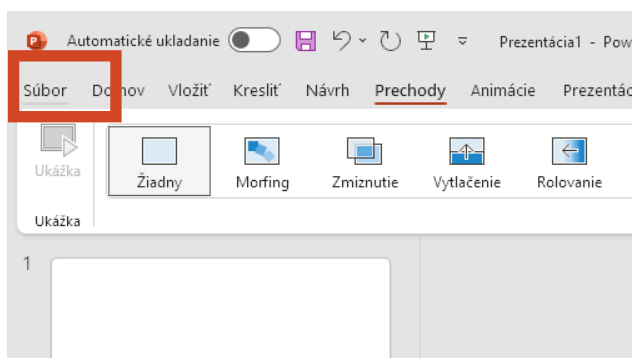 Automatické ukladanie Prezentácia1 - Pow
Súbor Domov Vložiť Kresliť Návrh Prechody Animácie Prezentác
Ukážka Žiadny Morfing Zmiznutie Vytlačenie Rolovanie
Ukážka
1